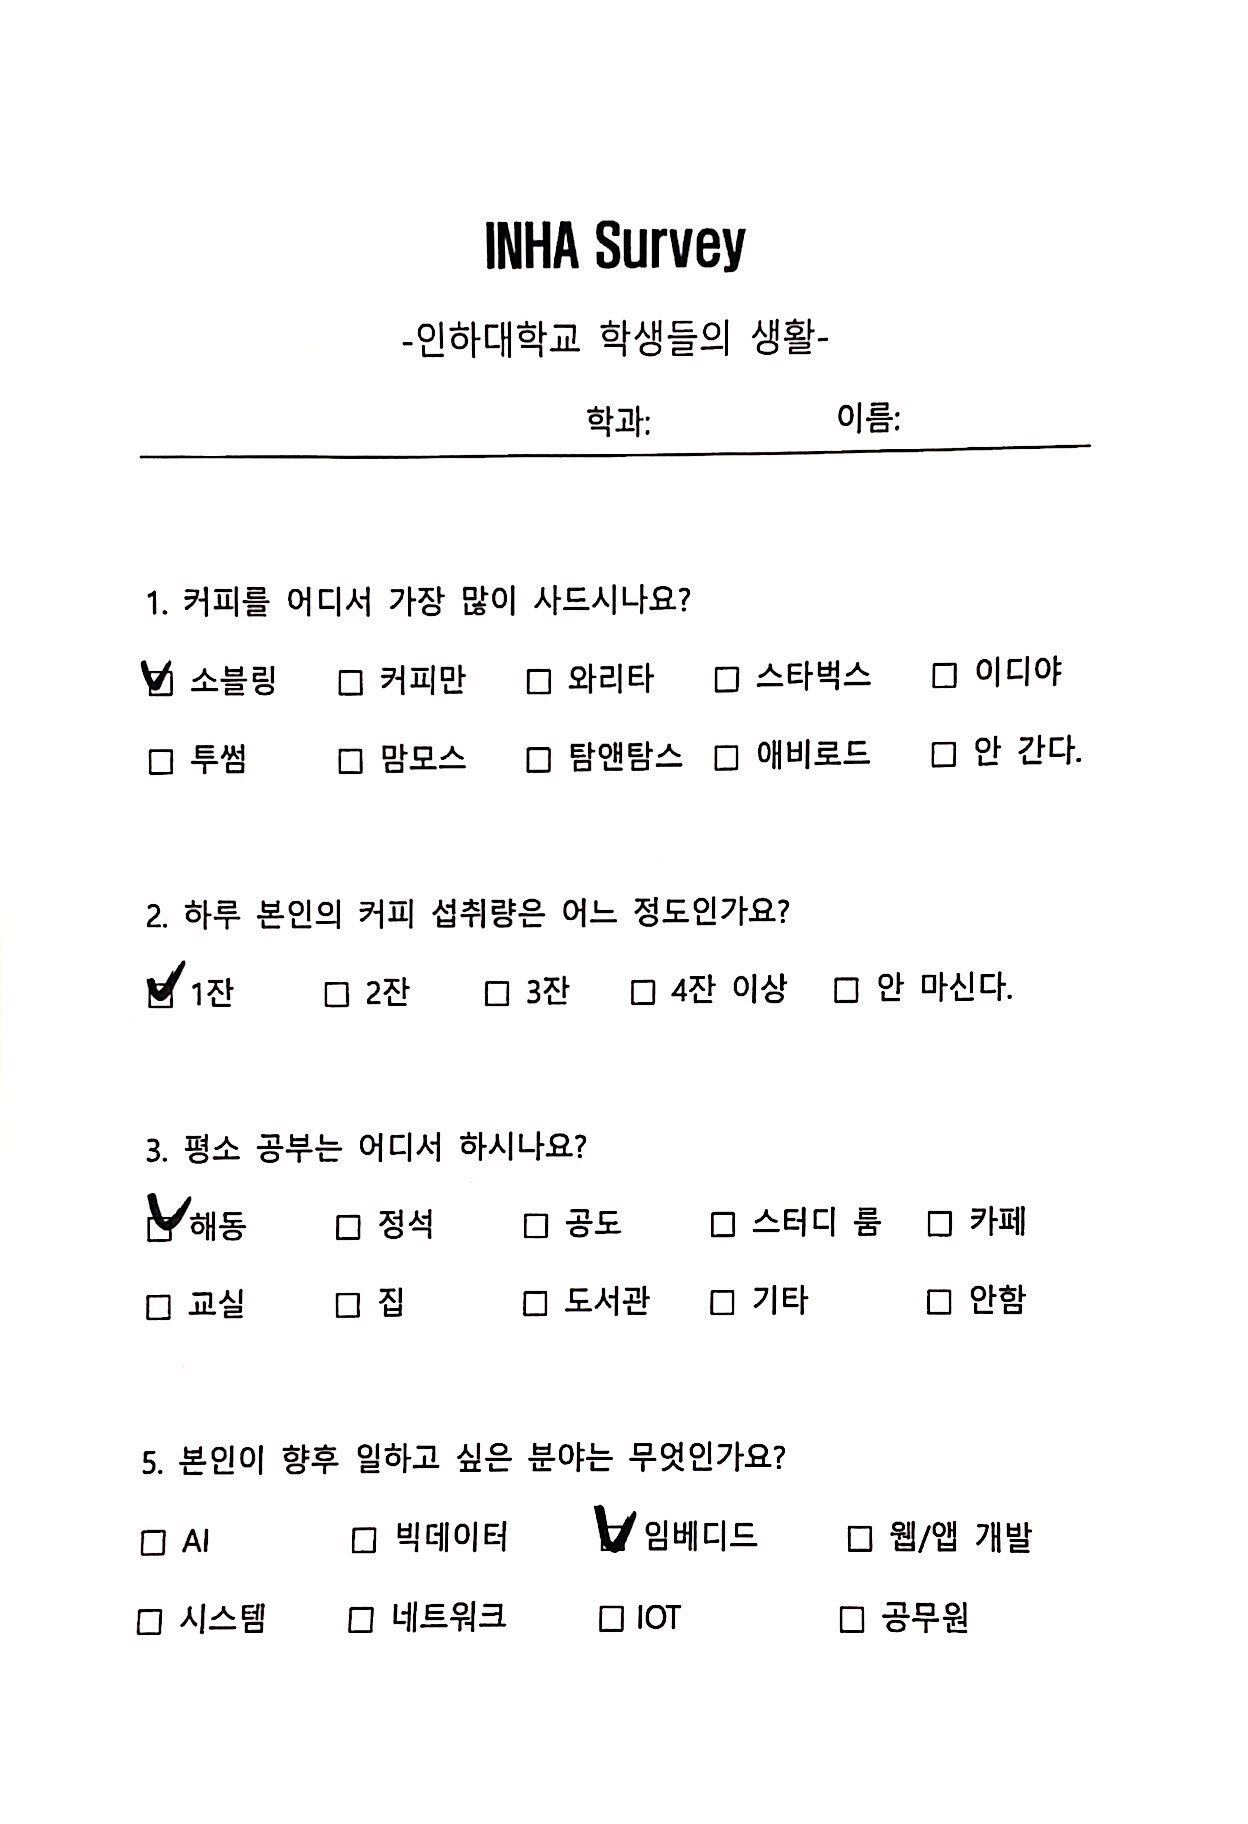 INHA Survey
-인하대학교 학생들의 생활-
학과: 이름:
1. 커피를 어디서 가장 많이 사드시나요?
☑ 소블링 ☐ 커피만 ☐ 와리타 ☐ 스타벅스 ☐ 이디야
☐ 투썸 ☐ 맘모스 ☐ 탐앤탐스 ☐ 애비로드 ☐ 안 간다.
2. 하루 본인의 커피 섭취량은 어느 정도인가요?
☑ 1잔 ☐ 2잔 ☐ 3잔 ☐ 4잔 이상 ☐ 안 마신다.
3. 평소 공부는 어디서 하시나요?
☑ 해동 ☐ 정석 ☐ 공도 ☐ 스터디 룸 ☐ 카페
☐ 교실 ☐ 집 ☐ 도서관 ☐ 기타 ☐ 안함
5. 본인이 향후 일하고 싶은 분야는 무엇인가요?
☐ AI ☐ 빅데이터 ☑ 임베디드 ☐ 웹/앱 개발
☐ 시스템 ☐ 네트워크 ☐ IOT ☐ 공무원